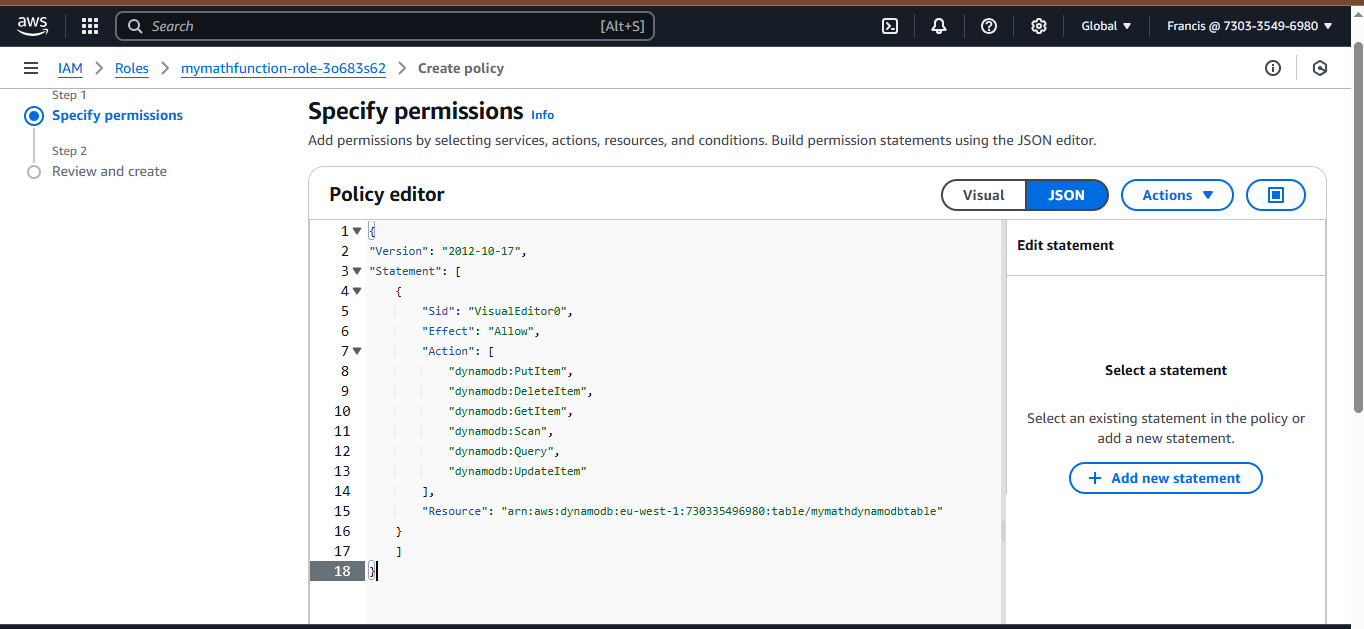 aws
Search [Alt+S]
Global Francis @ 7303-3549-6980
IAM Roles mymathfunction-role-3o683s62 Create policy
Step 1
Specify permissions
Step 2
Review and create
Specify permissions Info
Add permissions by selecting services, actions, resources, and conditions. Build permission statements using the JSON editor.
Policy editor
Visual JSON Actions
1 {
2 "Version": "2012-10-17",
3 "Statement": [
4 {
5 "Sid": "VisualEditor0",
6 "Effect": "Allow",
7 "Action": [
8 "dynamodb:PutItem",
9 "dynamodb:DeleteItem",
10 "dynamodb:GetItem",
11 "dynamodb:Scan",
12 "dynamodb:Query",
13 "dynamodb:UpdateItem"
14 ],
15 "Resource": "arn:aws:dynamodb:eu-west-1:730335496980:table/mymathdynamodbtable"
16 }
17 ]
18 }
Edit statement
Select a statement
Select an existing statement in the policy or
add a new statement.
+ Add new statement